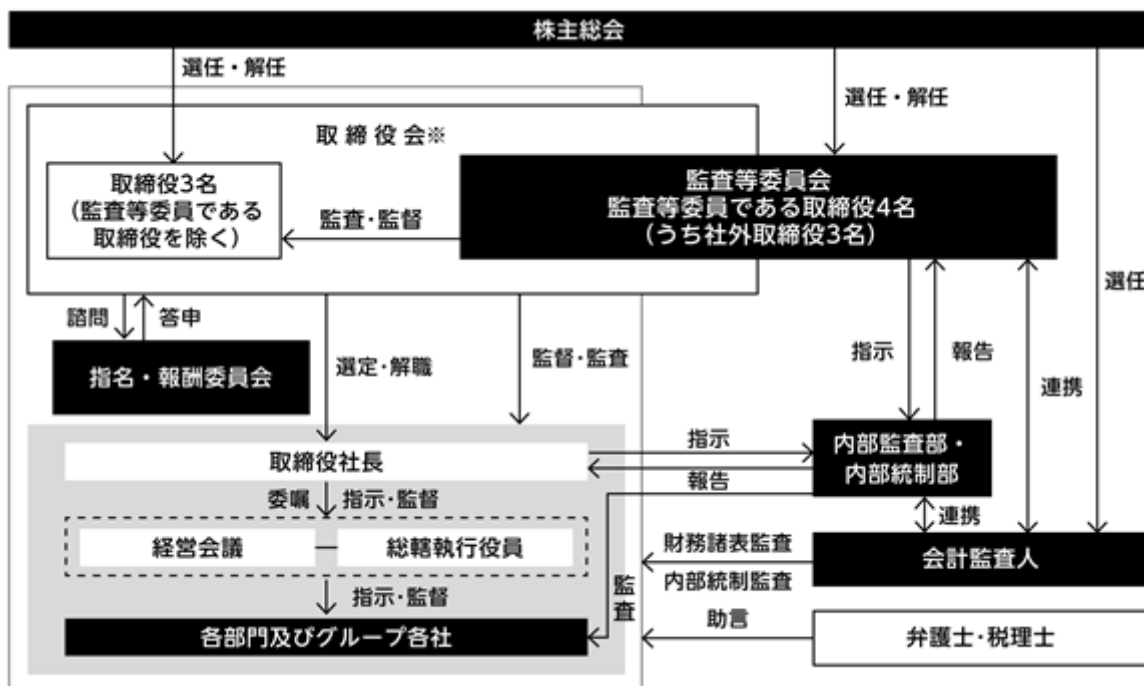 株主総会
選任・解任
選任・解任
選任
取締役会※
取締役3名
(監査等委員である
取締役を除く)
監査・監督
監査等委員会
監査等委員である取締役4名
(うち社外取締役3名)
諮問
答申
指名・報酬委員会
選定・解職
監督・監査
指示
報告
連携
取締役社長
指示
報告
内部監査部・
内部統制部
委嘱
指示・監督
連携
経営会議
総轄執行役員
財務諸表監査
内部統制監査
会計監査人
指示・監督
監査
各部門及びグループ各社
助言
弁護士・税理士